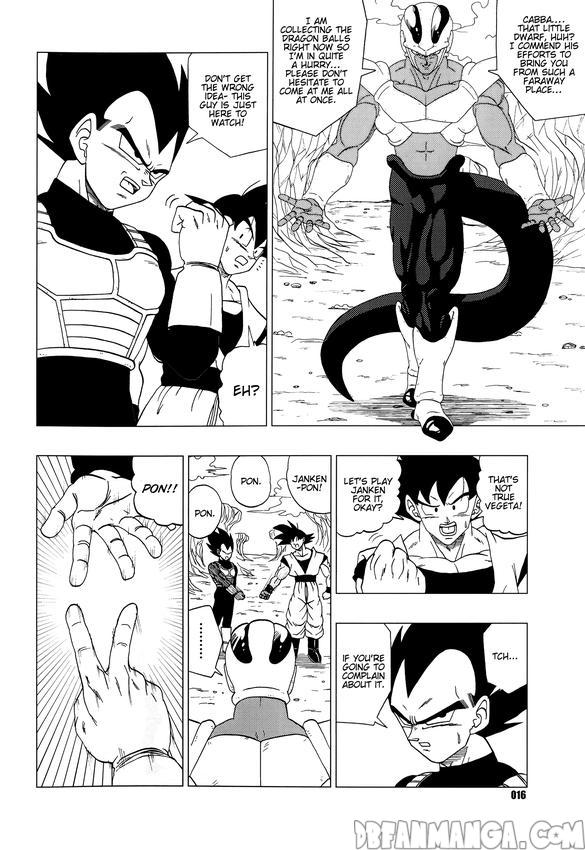 CABBA...
THAT LITTLE
DWARF, HUH?
I COMMEND HIS
EFFORTS TO
BRING YOU
FROM SUCH A
FARAWAY
PLACE...
I AM
COLLECTING THE
DRAGON BALLS
RIGHT NOW SO
I'M IN QUITE
A HURRY...
PLEASE DON'T
HESITATE TO
COME AT ME ALL
AT ONCE.
DON'T GET
THE WRONG
IDEA- THIS
GUY IS JUST
HERE TO
WATCH!
......
EH?
THAT'S
NOT
TRUE
VEGETA!
LET'S PLAY
JANKEN
FOR IT,
OKAY?
TCH...
IF YOU'RE
GOING TO
COMPLAIN
ABOUT IT.
JANKEN
-PON!
PON.
PON.
........
PON!!
016
DBFANMANGA.COM